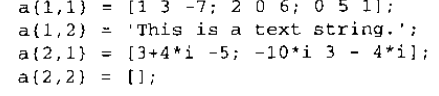 a{1,1} = [1 3 -7; 2 0 6; 0 5 1];
a{1,2} = 'This is a text string.';
a{2,1} = [3+4*i -5; -10*i 3 - 4*i];
a{2,2} = [];